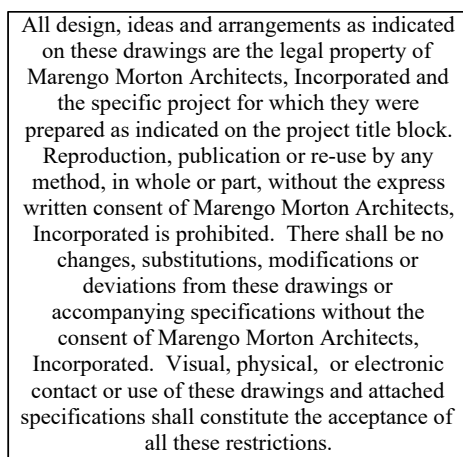 All design, ideas and arrangements as indicated
on these drawings are the legal property of
Marengo Morton Architects, Incorporated and
the specific project for which they were
prepared as indicated on the project title block.
Reproduction, publication or re-use by any
method, in whole or part, without the express
written consent of Marengo Morton Architects,
Incorporated is prohibited.  There shall be no
changes, substitutions, modifications or
deviations from these drawings or
accompanying specifications without the
consent of Marengo Morton Architects,
Incorporated.  Visual, physical,  or electronic
contact or use of these drawings and attached
specifications shall constitute the acceptance of
all these restrictions.